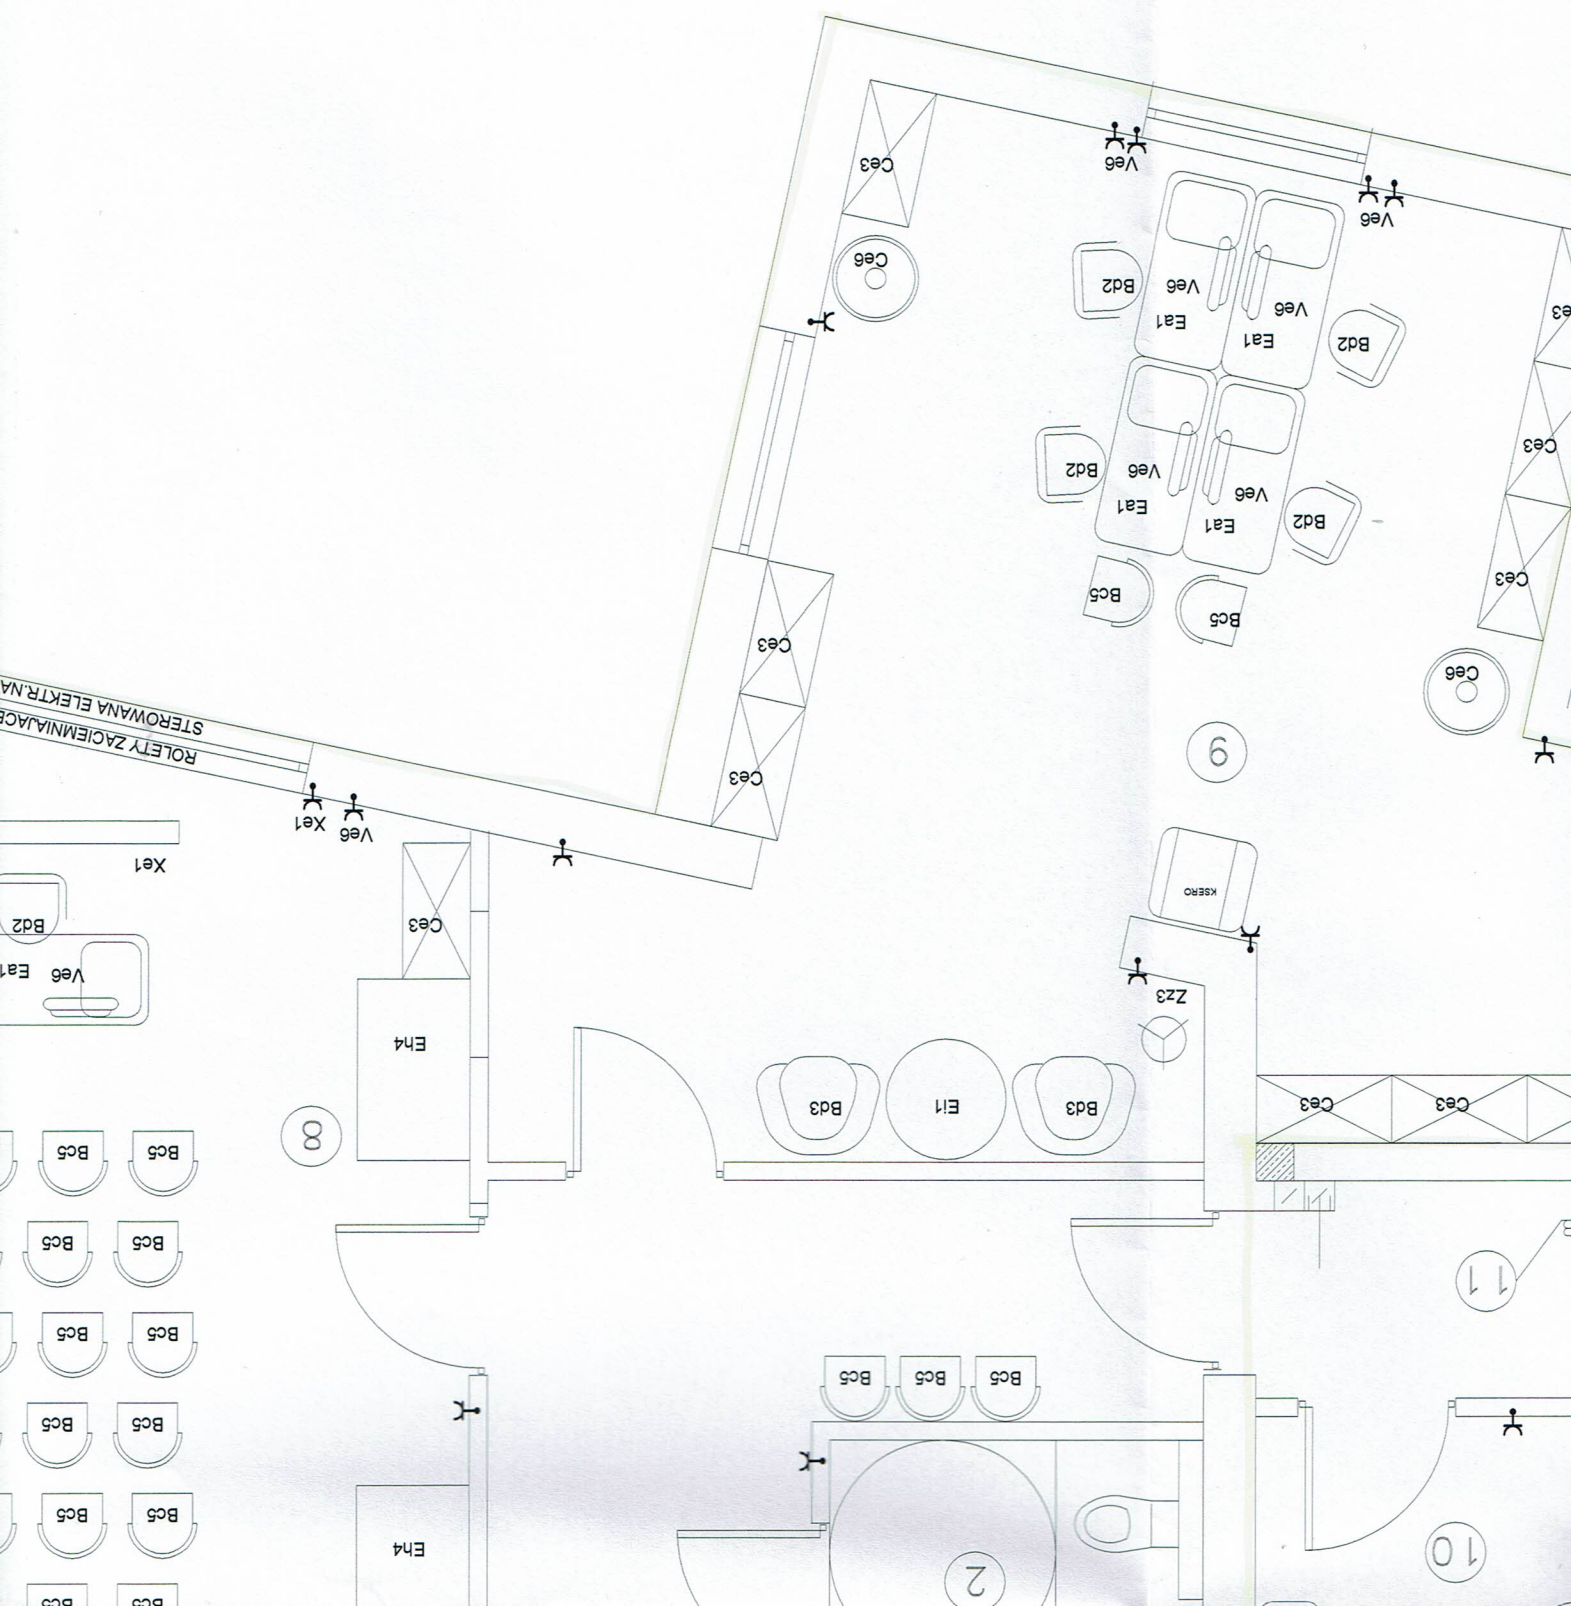 Bc5
Bc5
2
10
Eh4
Bc5
Bc5
Bc5
Bc5
Bc5
Bc5
Bc5
Bc5
Bc5
11
Bc5
Bc5
Bc5
Bc5
8
Ce3
Ce3
Bd3
Ei1
Bd3
Eh4
Zz3
Ve6
Ea1
Ce3
Bd2
KSERO
Xe1
Ve6
Xe1
Ce3
9
ROLETY ZACIEMNIAJĄCE
STEROWANA ELEKTR.NA
Ce6
Ce3
Bc5
Bc5
Ce3
Bd2
Ea1
Ea1
Ve6
Ve6
Bd2
Ce3
Bd2
Ea1
Ea1
Ce3
Ve6
Ve6
Bd2
Ce6
Ve6
Ce3
Ve6